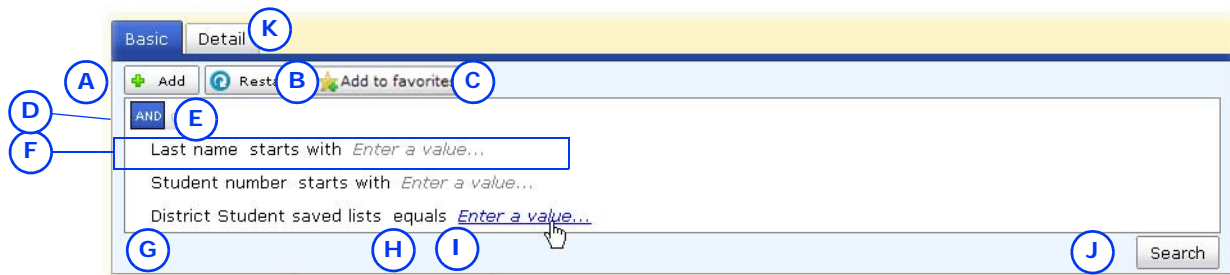 Basic Detail K
A Add Resta B Add to favorites C
D AND E
F Last name starts with Enter a value...
Student number starts with Enter a value...
District Student saved lists equals Enter a value...
G H I J Search